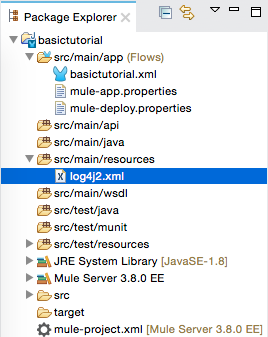 Package Explorer
basictutorial
src/main/app (Flows)
basictutorial.xml
mule-app.properties
mule-deploy.properties
src/main/api
src/main/java
src/main/resources
log4j2.xml
src/main/wsdl
src/test/java
src/test/munit
src/test/resources
JRE System Library [JavaSE-1.8]
Mule Server 3.8.0 EE
src
target
mule-project.xml [Mule Server 3.8.0 EE]